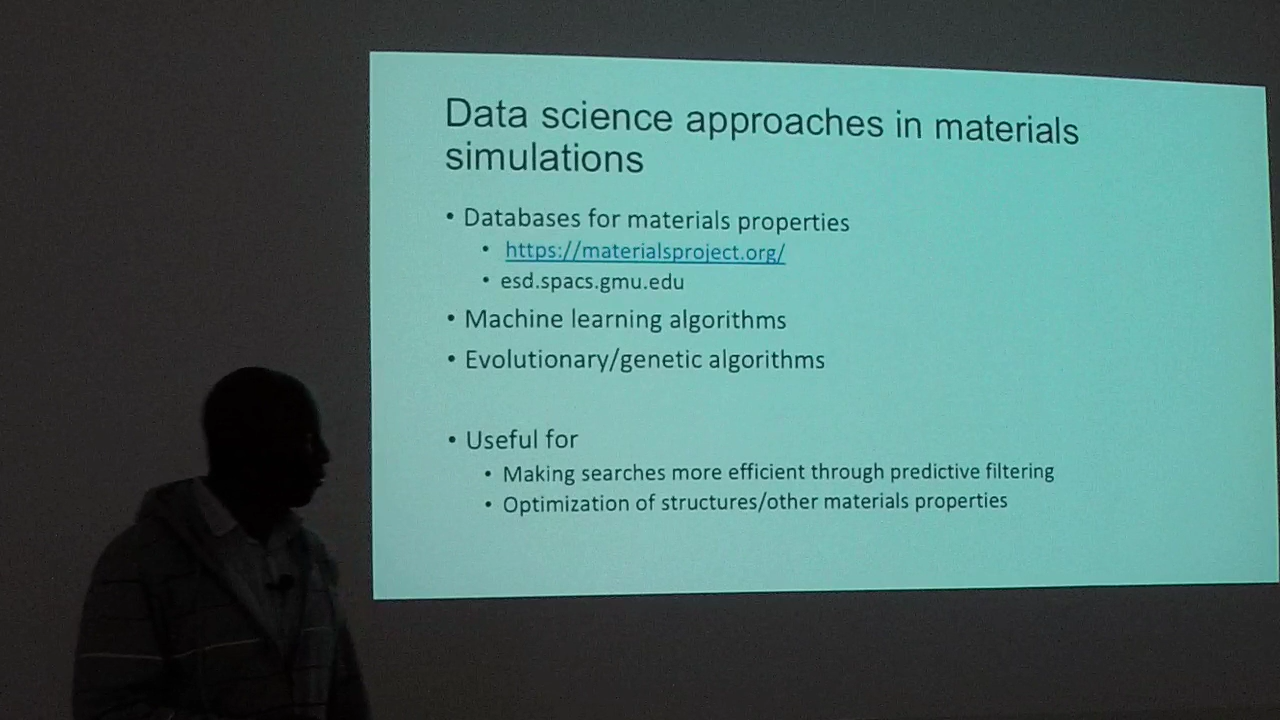 Data science approaches in materials
simulations
• Databases for materials properties
• https://materialsproject.org/
• esd.spacs.gmu.edu
• Machine learning algorithms
• Evolutionary/genetic algorithms
• Useful for
• Making searches more efficient through predictive filtering
• Optimization of structures/other materials properties